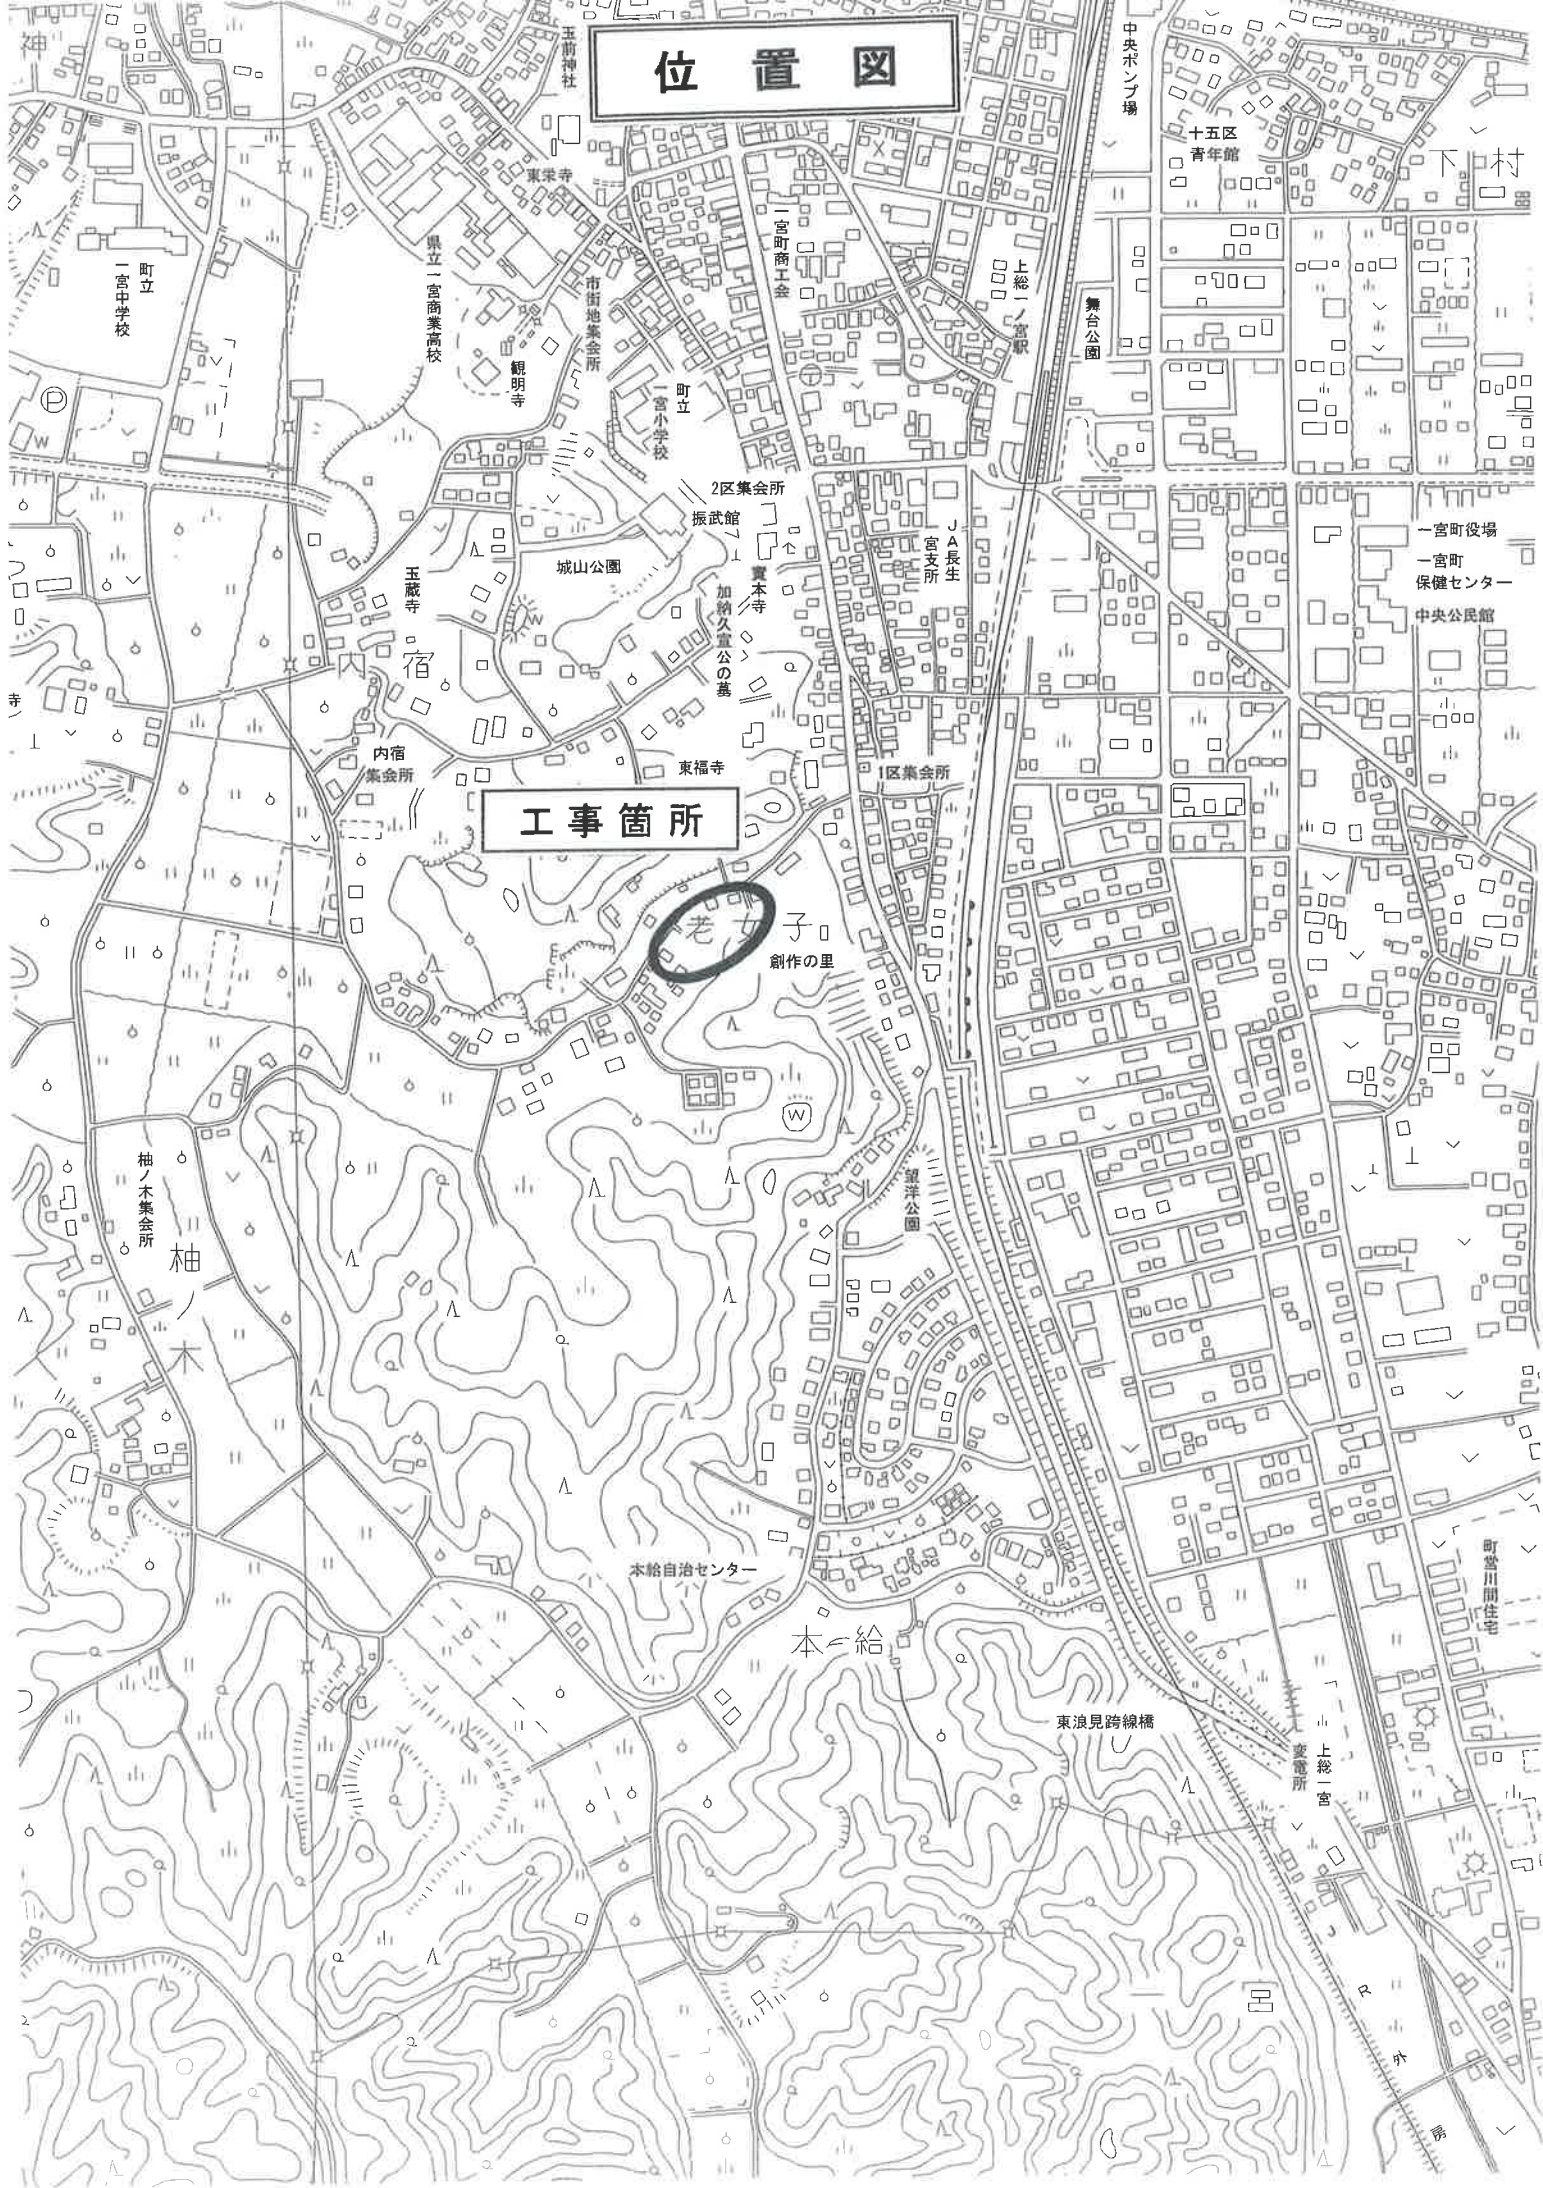 位置図
神
玉前神社
中央ポンプ場
十五区
青年館
下村
東栄寺
一宮町商工会
県立一宮商業高校
市街地集会所
町立
一宮中学校
上総一ノ宮駅
舞台公園
観明寺
町立
一宮小学校
P
W
2区集会所
振武館
JA長生
一宮支所
一宮町役場
一宮町
保健センター
中央公民館
城山公園
實本寺
加納久宜公の墓
玉蔵寺
W
内宿
寺
内宿
集会所
東福寺
1区集会所
工事箇所
老女子
創作の里
W
望洋公園
柚ノ木集会所
柚ノ木
本給自治センター
本給
町営川間住宅
東浪見跨線橋
上総一宮
変電所
一宮
JR外房